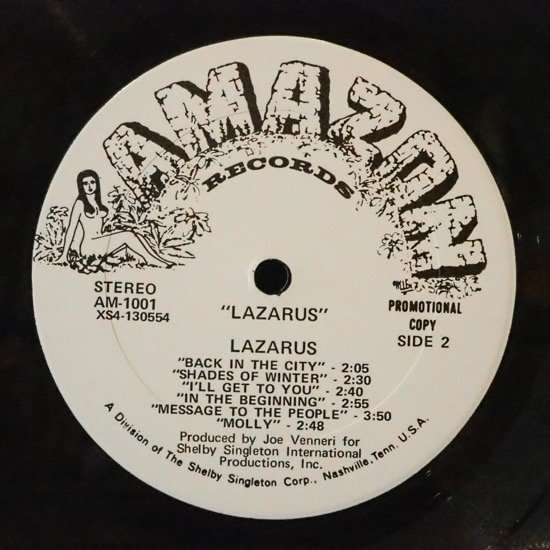 AMAZON
RECORDS
STEREO
AM-1001
XS4-130554
PROMOTIONAL
COPY
SIDE 2
"LAZARUS"
LAZARUS
"BACK IN THE CITY" - 2:05
"SHADES OF WINTER" - 2:30
"I'LL GET TO YOU" - 2:40
"IN THE BEGINNING" - 2:55
"MESSAGE TO THE PEOPLE" - 3:50
"MOLLY" - 2:48
Produced by Joe Venneri for
Shelby Singleton International
Productions, Inc.
A Division of The Shelby Singleton Corp., Nashville, Tenn. U.S.A.